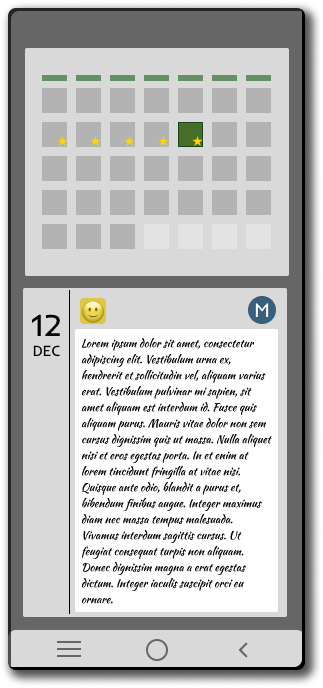 12
DEC
M
Lorem ipsum dolor sit amet, consectetur
adipiscing elit. Vestibulum urna ex,
hendrerit et sollicitudin vel, aliquam varius
erat. Vestibulum pulvinar mi sapien, sit
amet aliquam est interdum id. Fusce quis
aliquam purus. Mauris vitae dolor non sem
cursus dignissim quis ut massa. Nulla aliquet
nisi et eros egestas porta. In et enim at
lorem tincidunt fringilla at vitae nisi.
Quisque ante odio, blandit a purus et,
bibendum finibus augue. Integer maximus
diam nec massa tempus malesuada.
Vivamus interdum sagittis cursus. Ut
feugiat consequat turpis non aliquam.
Donec dignissim magna a erat egestas
dictum. Integer iaculis suscipit orci eu
ornare.